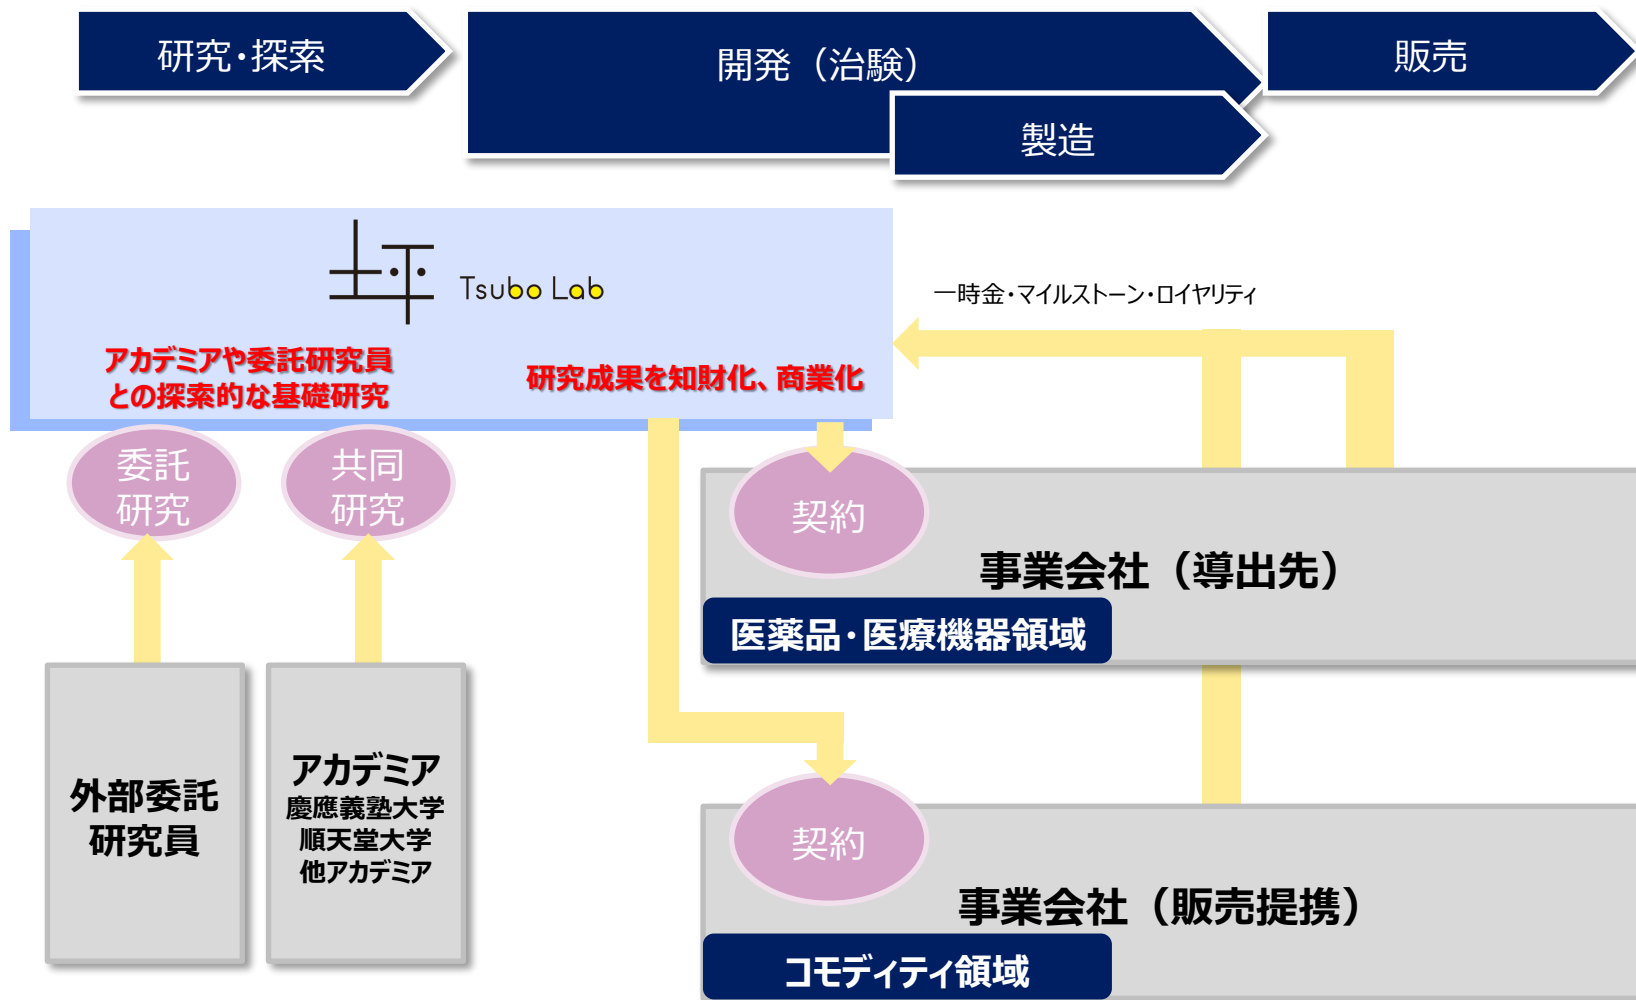 研究・探索
開発（治験）
販売
製造
坪
Tsubo Lab
一時金・マイルストーン・ロイヤリティ
アカデミアや委託研究員
との探索的な基礎研究
研究成果を知財化、商業化
委託
研究
共同
研究
契約
事業会社（導出先）
医薬品・医療機器領域
外部委託
研究員
アカデミア
慶應義塾大学
順天堂大学
他アカデミア
契約
事業会社（販売提携）
コモディティ領域